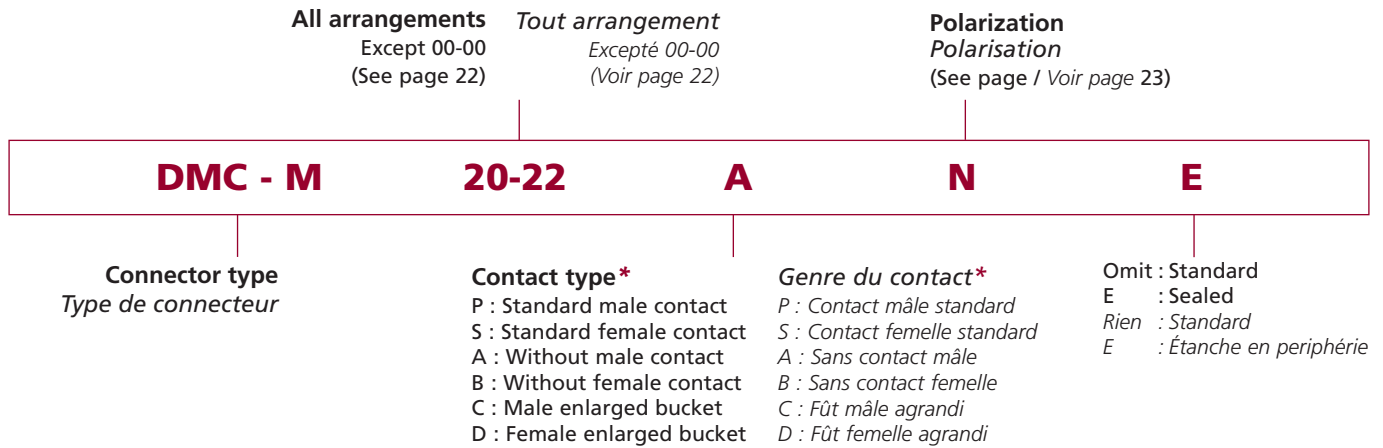 All arrangements
Except 00-00
(See page 22)
Tout arrangement
Excepté 00-00
(Voir page 22)
Polarization
Polarisation
(See page / Voir page 23)
DMC - M 20-22 A N E
Connector type
Type de connecteur
Contact type*
P : Standard male contact
S : Standard female contact
A : Without male contact
B : Without female contact
C : Male enlarged bucket
D : Female enlarged bucket
Genre du contact*
P : Contact mâle standard
S : Contact femelle standard
A : Sans contact mâle
B : Sans contact femelle
C : Fût mâle agrandi
D : Fût femelle agrandi
Omit : Standard
E : Sealed
Rien : Standard
E : Étanche en periphérie